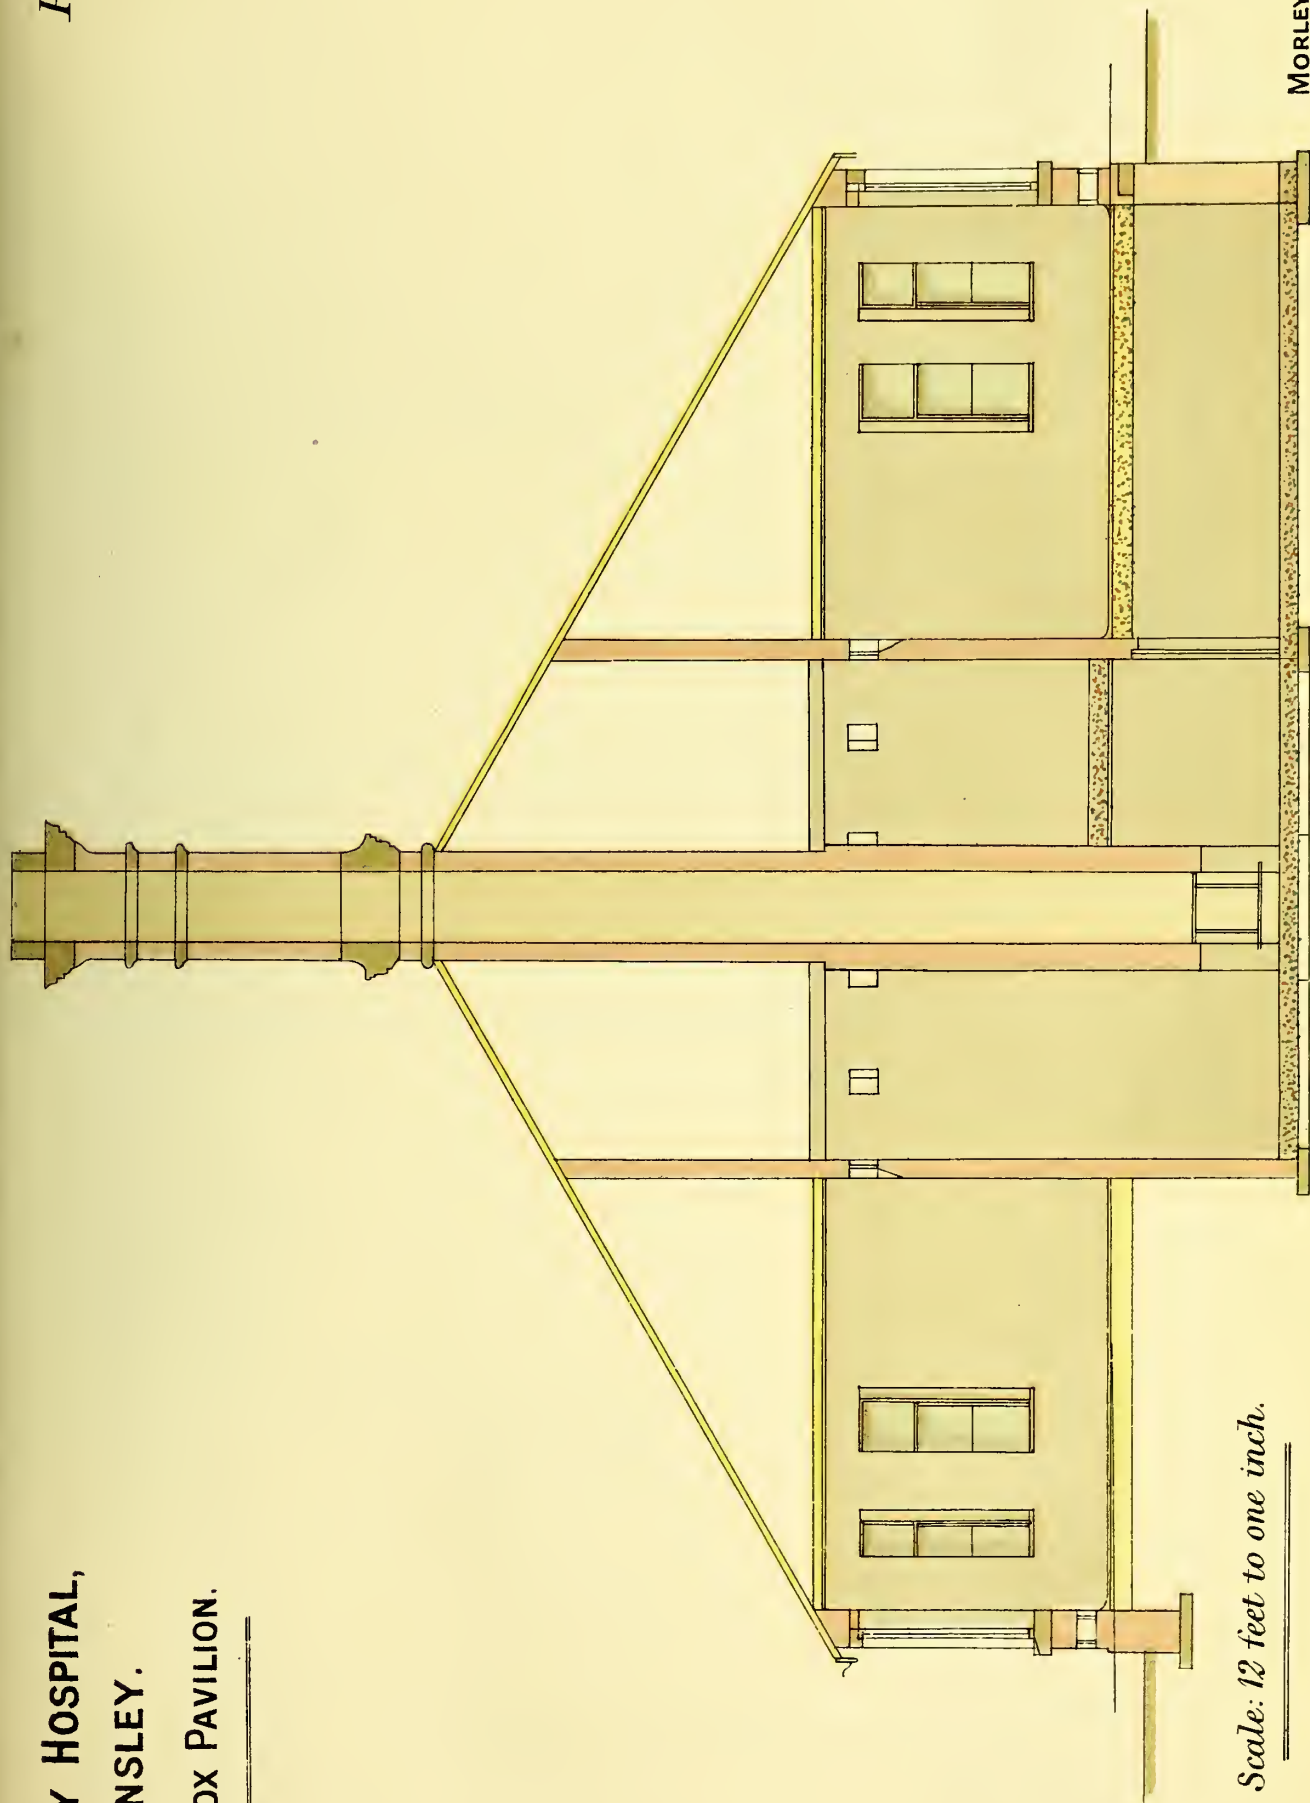 Y HOSPITAL,
NSLEY.
OX PAVILION.
Scale: 12 feet to one inch.
MORLEY
P